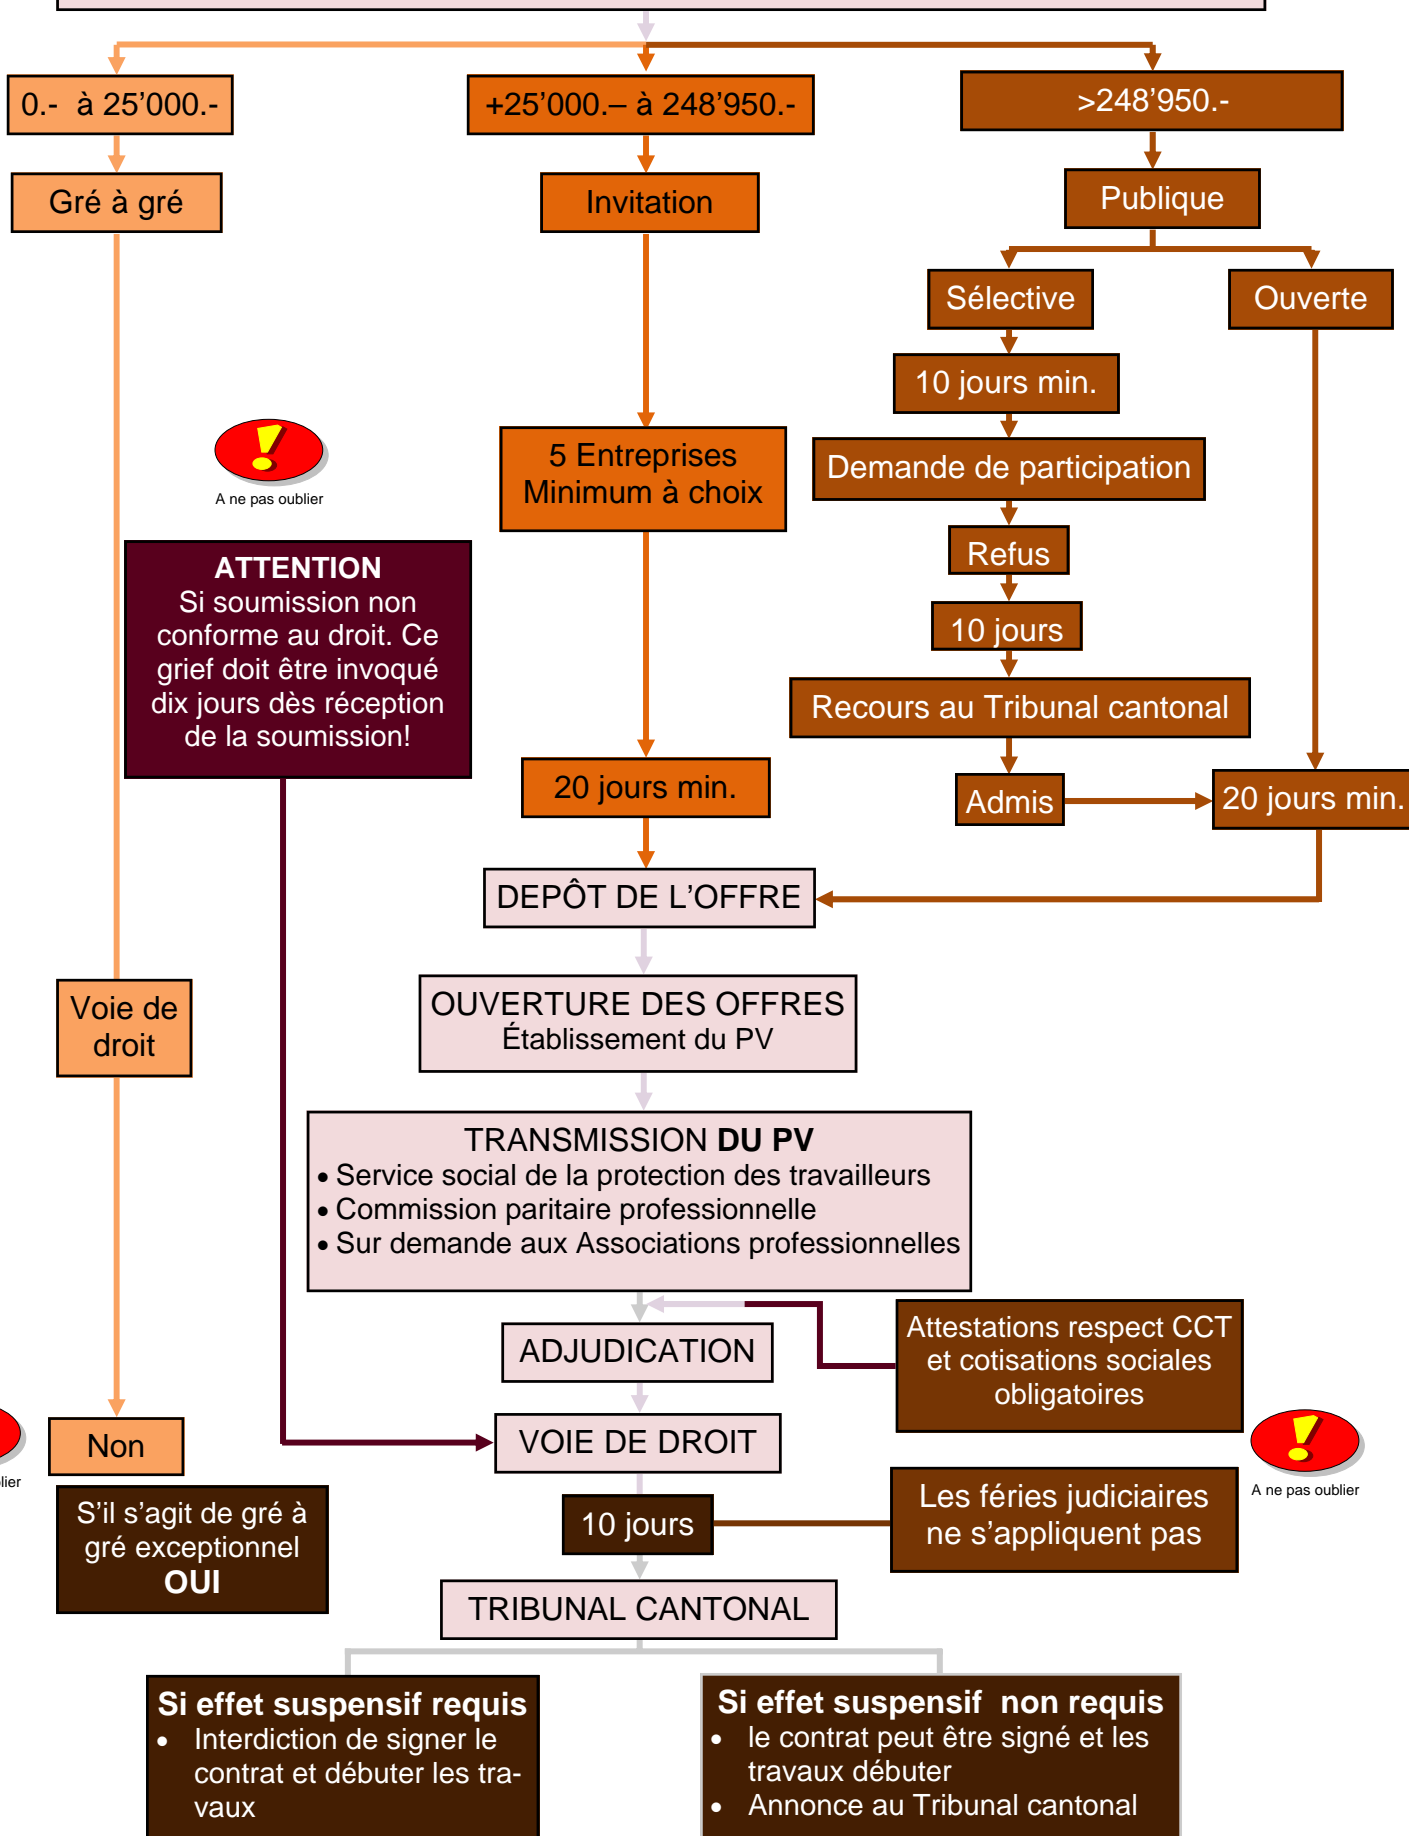 0.- à 25’000.-
+25’000.– à 248’950.-
>248’950.-
Gré à gré
Invitation
Publique
Sélective
Ouverte
10 jours min.
5 Entreprises
Minimum à choix
Demande de participation
A ne pas oublier
Refus
ATTENTION
Si soumission non
conforme au droit. Ce
grief doit être invoqué
dix jours dès réception
de la soumission!
10 jours
Recours au Tribunal cantonal
20 jours min.
Admis
20 jours min.
DEPÔT DE L’OFFRE
OUVERTURE DES OFFRES
Établissement du PV
Voie de
droit
TRANSMISSION DU PV
• Service social de la protection des travailleurs
• Commission paritaire professionnelle
• Sur demande aux Associations professionnelles
ADJUDICATION
Attestations respect CCT
et cotisations sociales
obligatoires
Non
VOIE DE DROIT
A ne pas oublier
S’il s’agit de gré à
gré exceptionnel
OUI
10 jours
Les féries judiciaires
ne s’appliquent pas
TRIBUNAL CANTONAL
Si effet suspensif requis
• Interdiction de signer le
contrat et débuter les tra-
vaux
Si effet suspensif non requis
• le contrat peut être signé et les
travaux débuter
• Annonce au Tribunal cantonal